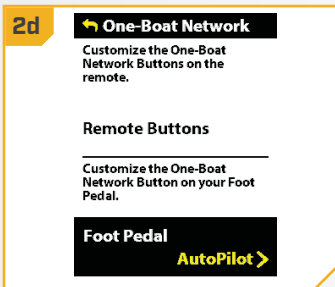 2d
One-Boat Network
Customize the One-Boat
Network Buttons on the
remote.
Remote Buttons
Customize the One-Boat
Network Button on your Foot
Pedal.
Foot Pedal
AutoPilot >